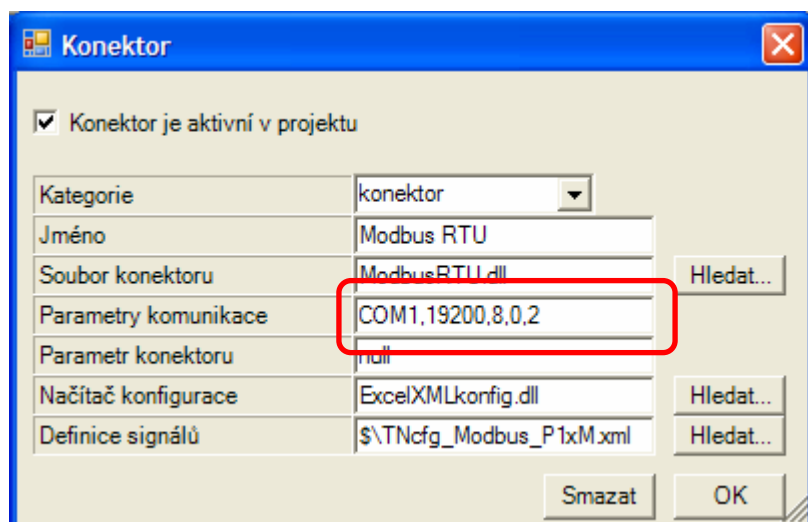 Konektor
Konektor je aktivní v projektu
Kategorie konektor
Jméno Modbus RTU
Soubor konektoru ModbusRTU.dll Hledat...
Parametry komunikace COM1,19200,8,0,2
Parametr konektoru null
Načítač konfigurace ExcelXMLkonfig.dll Hledat...
Definice signálů $\TNcfg_Modbus_P1xM.xml Hledat...
Smazat OK